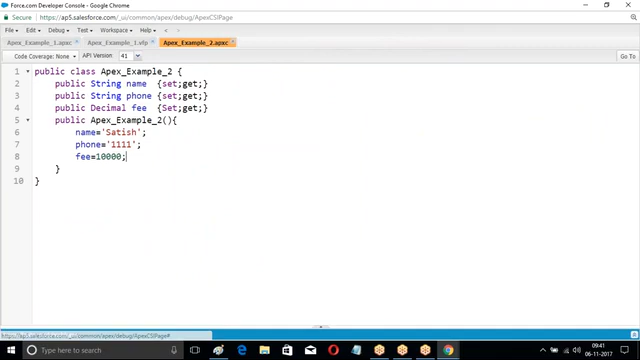 Force.com Developer Console - Google Chrome
Secure https://ap5.salesforce.com/_ui/common/apex/debug/ApexCSIPage
File Edit Debug Test Workspace Help < >
Apex_Example_1.apxc Apex_Example_1.vfp Apex_Example_2.apxc
Code Coverage: None API Version: 41 Go To
1 public class Apex_Example_2 {
2 public String name {set;get;}
3 public String phone {set;get;}
4 public Decimal fee {Set;get;}
5 public Apex_Example_2(){
6 name='Satish';
7 phone='1111';
8 fee=10000;
9 }
10 }
https://ap5.salesforce.com/_ui/common/apex/debug/ApexCSIPage#
Type here to search
09:41
06-11-2017